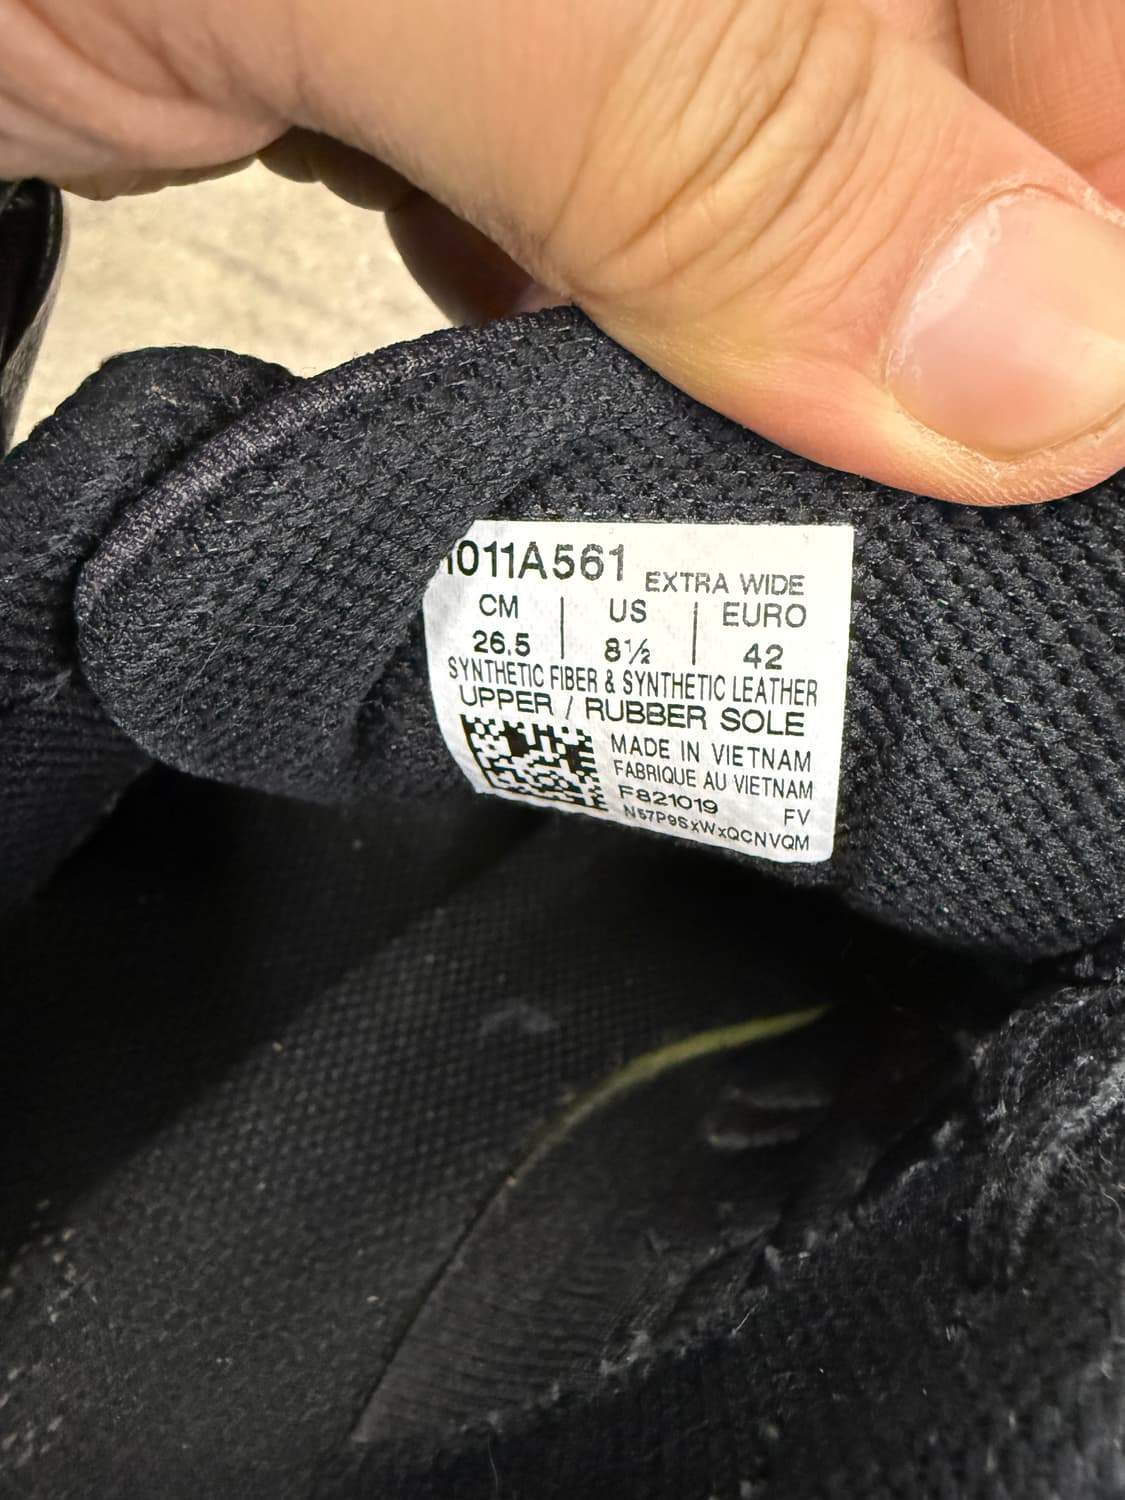 1011A561 EXTRA WIDE
CM | US | EURO
26.5 | 8½ | 42
SYNTHETIC FIBER & SYNTHETIC LEATHER
UPPER / RUBBER SOLE
MADE IN VIETNAM
FABRIQUE AU VIETNAM
F821019 FV
N57P9SxWxQCNVQM